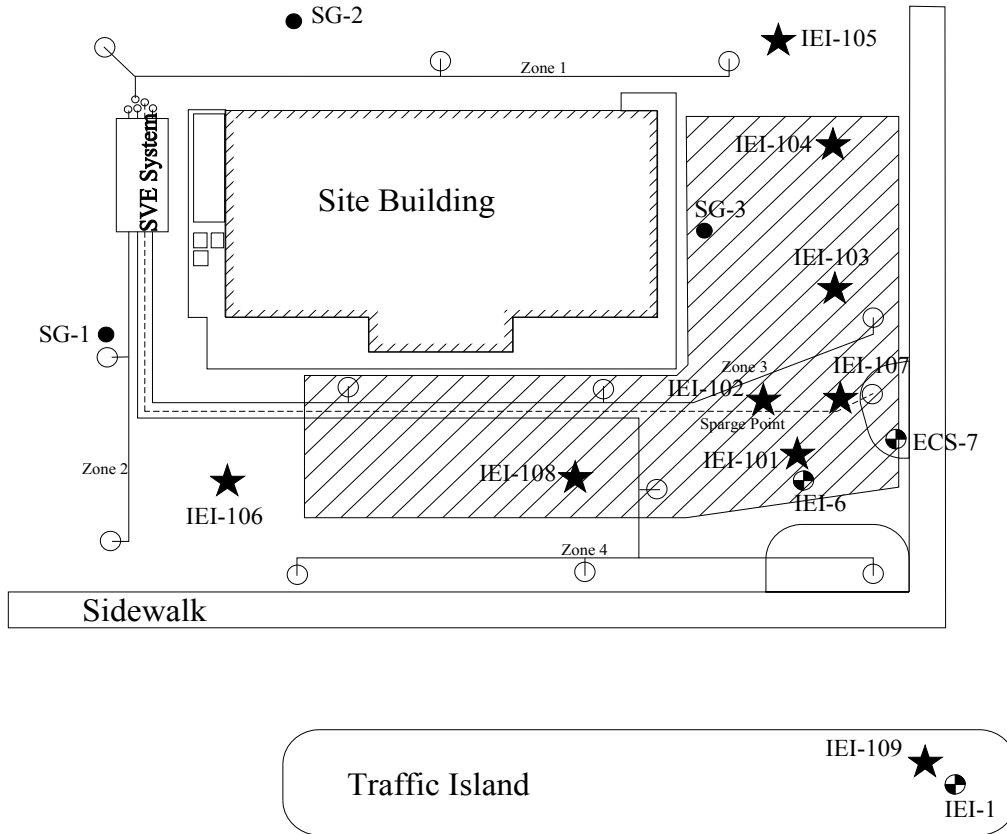 SG-2
IEI-105
Zone 1
SVE System
IEI-104
Site Building
SG-3
IEI-103
SG-1
Zone 3
IEI-107
IEI-102
Sparge Point
ECS-7
IEI-101
Zone 2
IEI-108
IEI-6
IEI-106
Zone 4
Sidewalk
IEI-109
Traffic Island
IEI-1